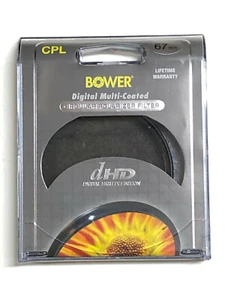 CPL
67mm
BOWER
LIFETIME
WARRANTY
Digital Multi-Coated
CIRCULAR POLARIZER FILTER
dHD
DIGITAL HIGH DEFINITION